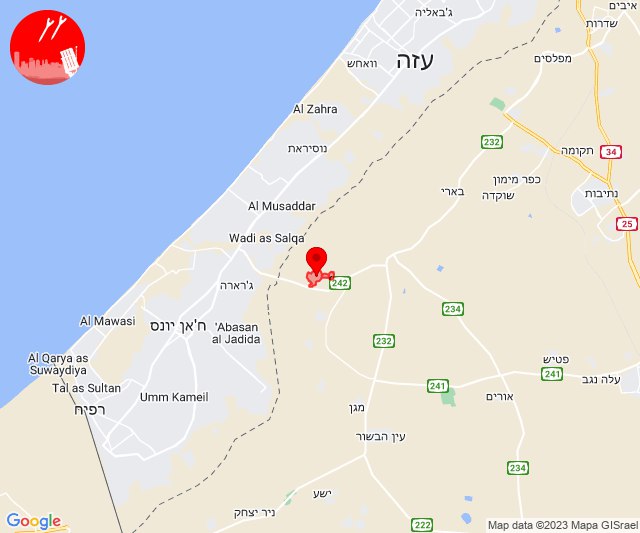 איבים
ג'באליה
שדרות
עזה
וואחש
מפלסים
Al Zahra
232
נוסיראת
תקומה
34
כפר מימון
בארי
שוקדה
נתיבות
Al Musaddar
25
Wadi as Salqa
242
ג'רארה
234
Al Mawasi
ח'אן יונס
'Abasan
al Jadida
232
Al Qarya as
Suwaydiya
פטיש
241
עלה נגב
Tal as Sultan
241
Umm Kameil
אורים
רפיח
מגן
עין הבשור
234
ישע
ניר יצחק
222
Google
Map data ©2023 Mapa GISrael